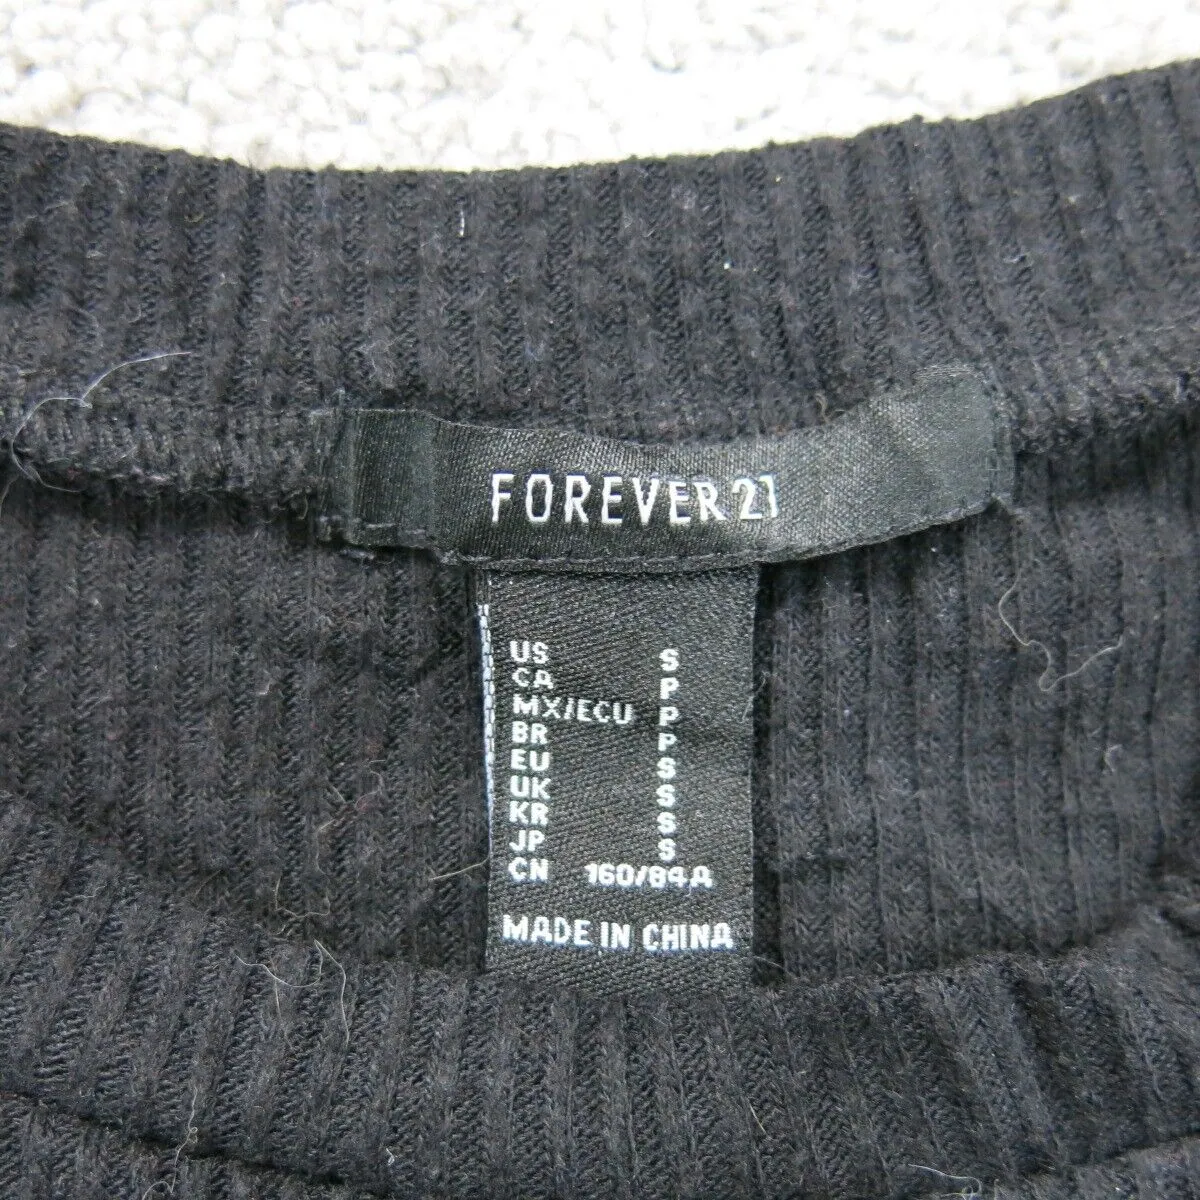 FOREVER 21
US S
CA P
MX/ECU P
BR P
EU S
UK S
KR S
JP S
CN 160/84A
MADE IN CHINA